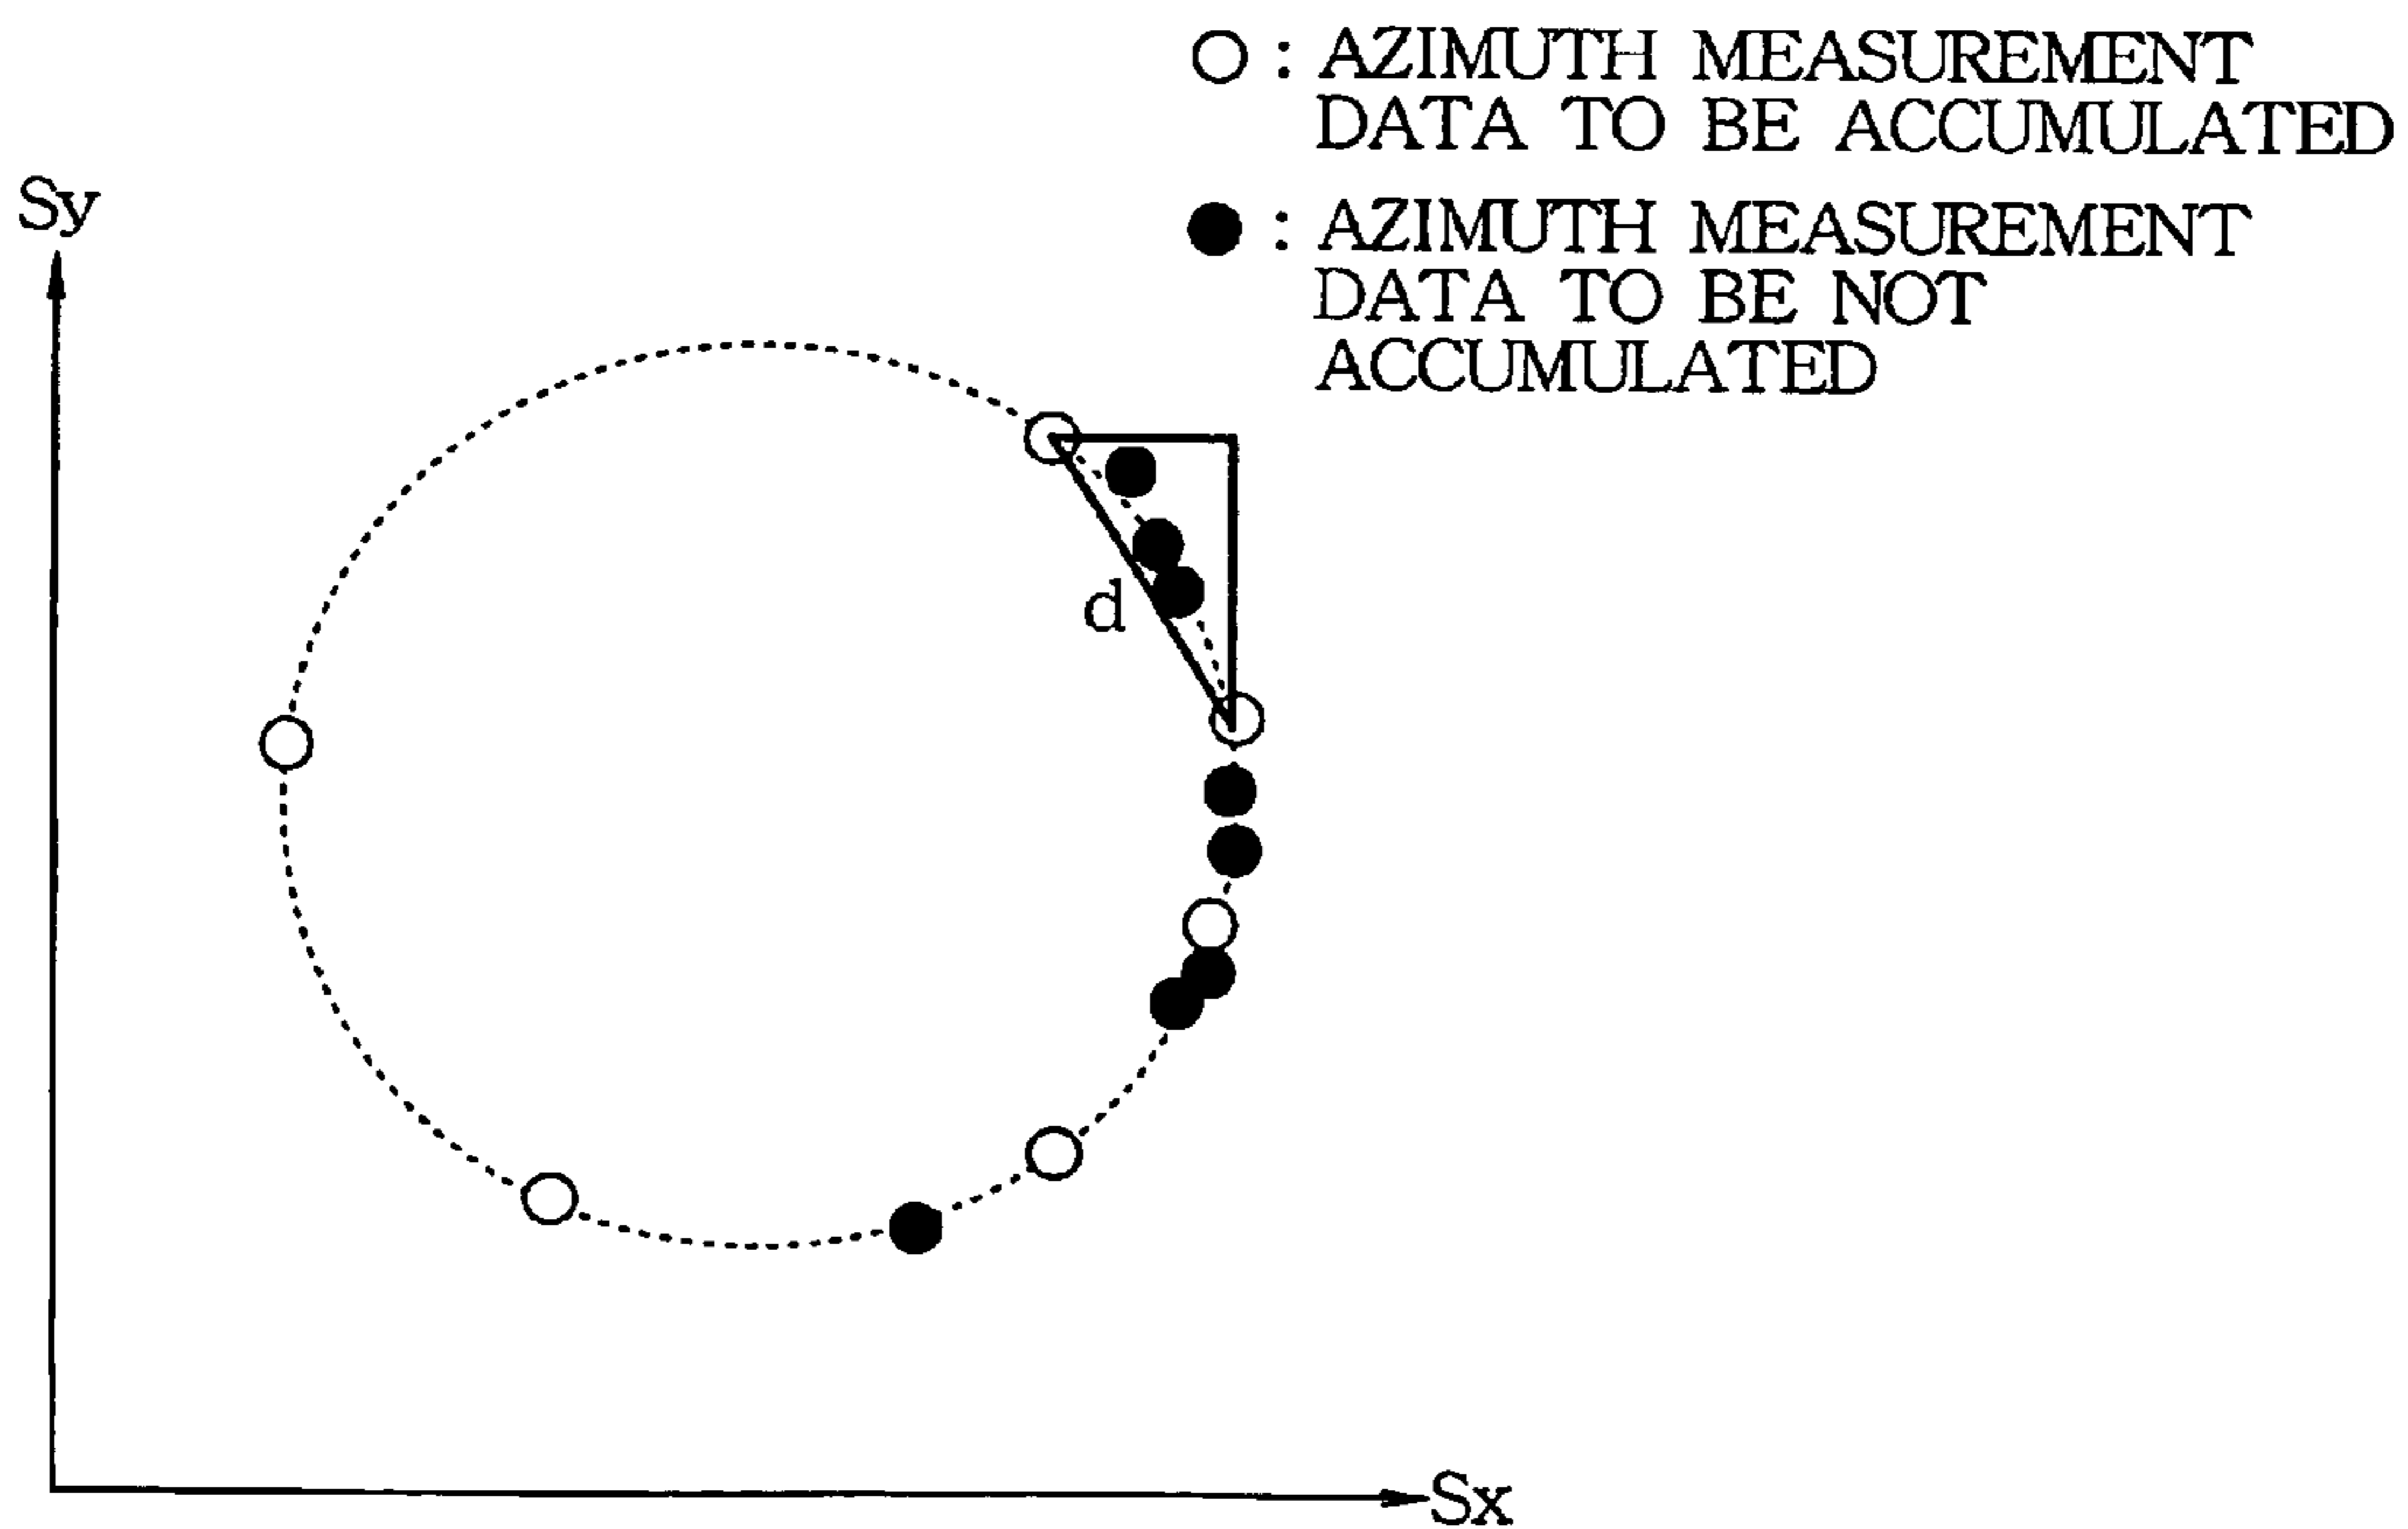 ○ : AZIMUTH MEASUREMENT
DATA TO BE ACCUMULATED
● : AZIMUTH MEASUREMENT
DATA TO BE NOT
ACCUMULATED
Sy
d
Sx